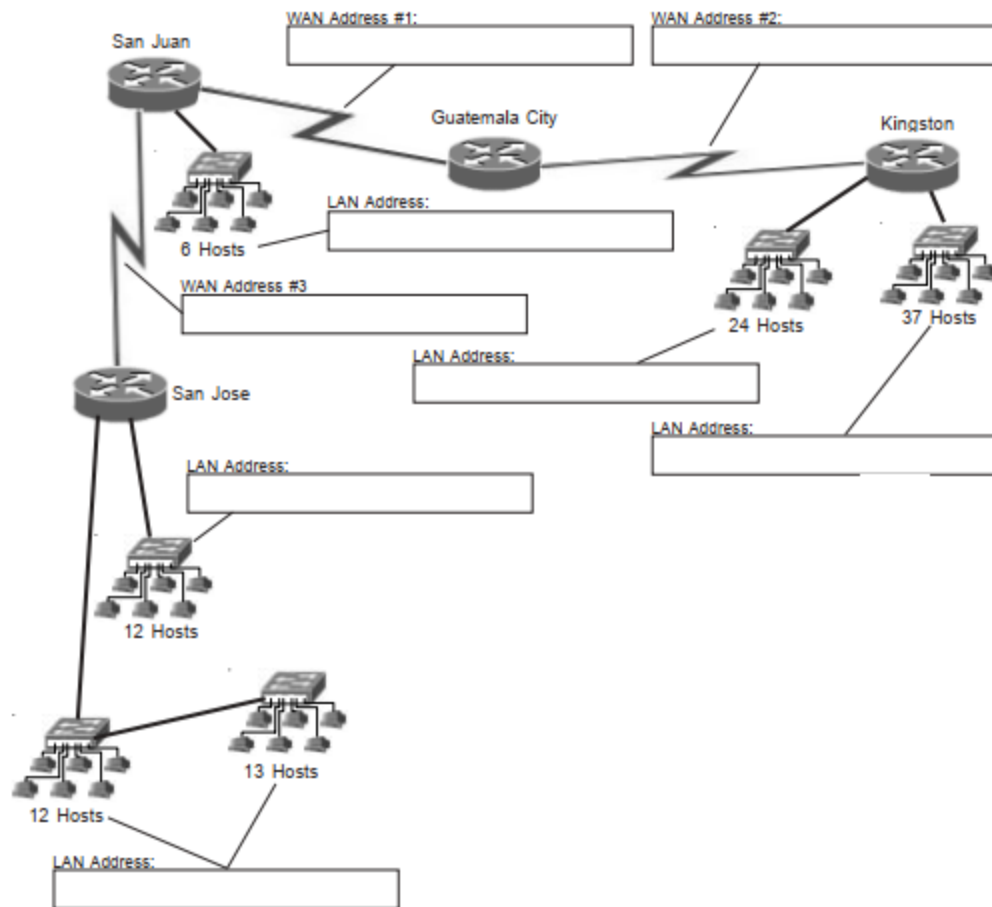 WAN Address #1:
WAN Address #2:
San Juan
Guatemala City
Kingston
LAN Address:
6 Hosts
WAN Address #3
24 Hosts
37 Hosts
LAN Address:
San Jose
LAN Address:
LAN Address:
12 Hosts
13 Hosts
12 Hosts
LAN Address: